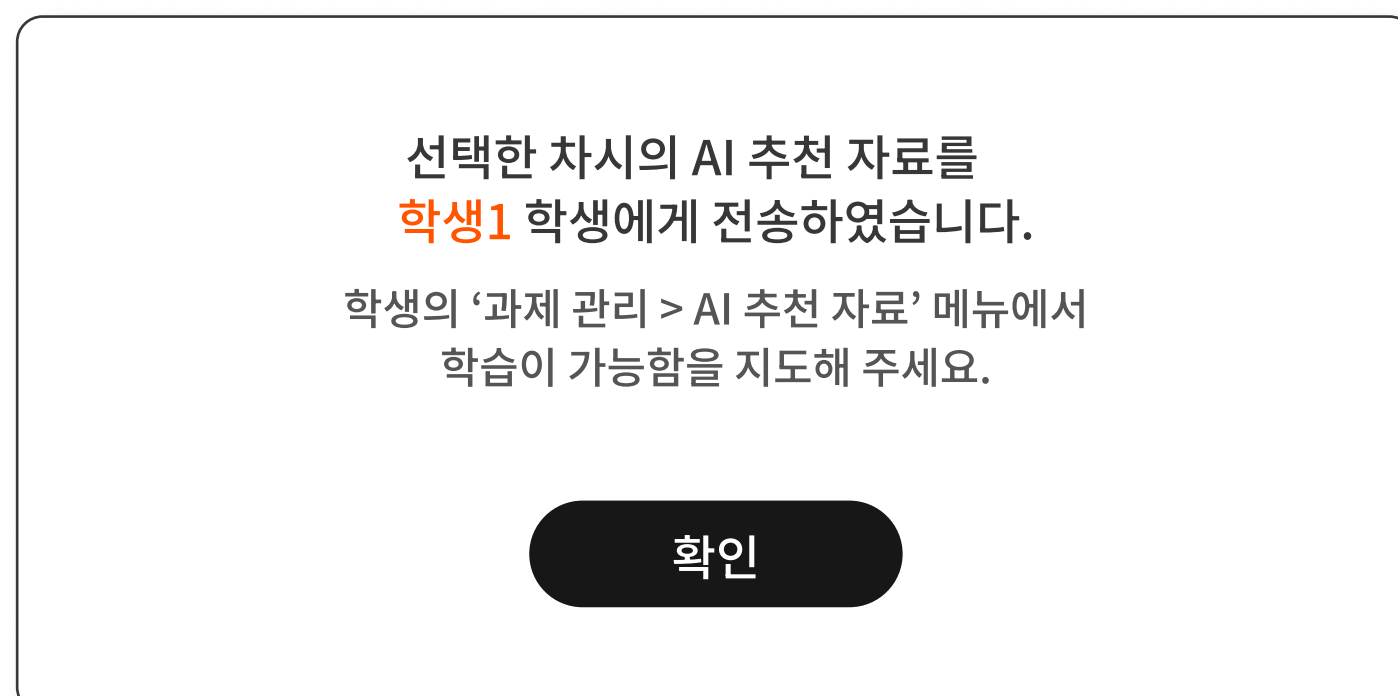 선택한 차시의 AI 추천 자료를
학생1 학생에게 전송하였습니다.
학생의 ‘과제 관리 > AI 추천 자료’ 메뉴에서
학습이 가능함을 지도해 주세요.
확인